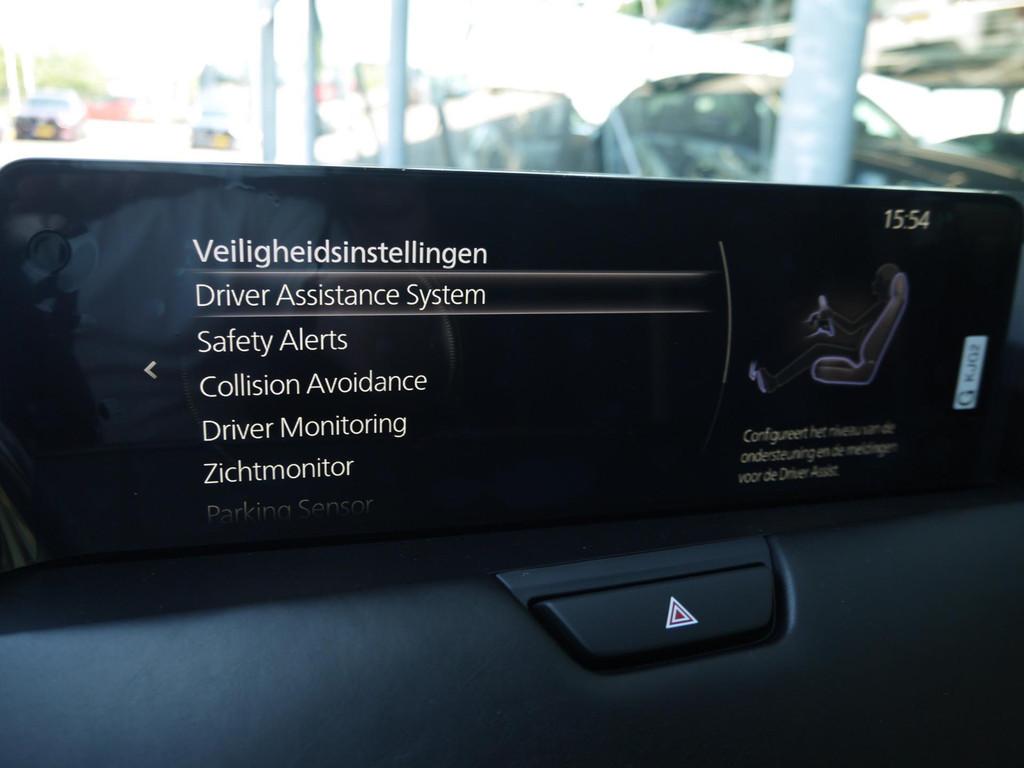 15:54
Veiligheidsinstellingen
Driver Assistance System
Safety Alerts
Collision Avoidance
Driver Monitoring
Zichtmonitor
Parking Sensor
Configureert het niveau van de
ondersteuning en de meldingen
voor de Driver Assist.
G KJG2